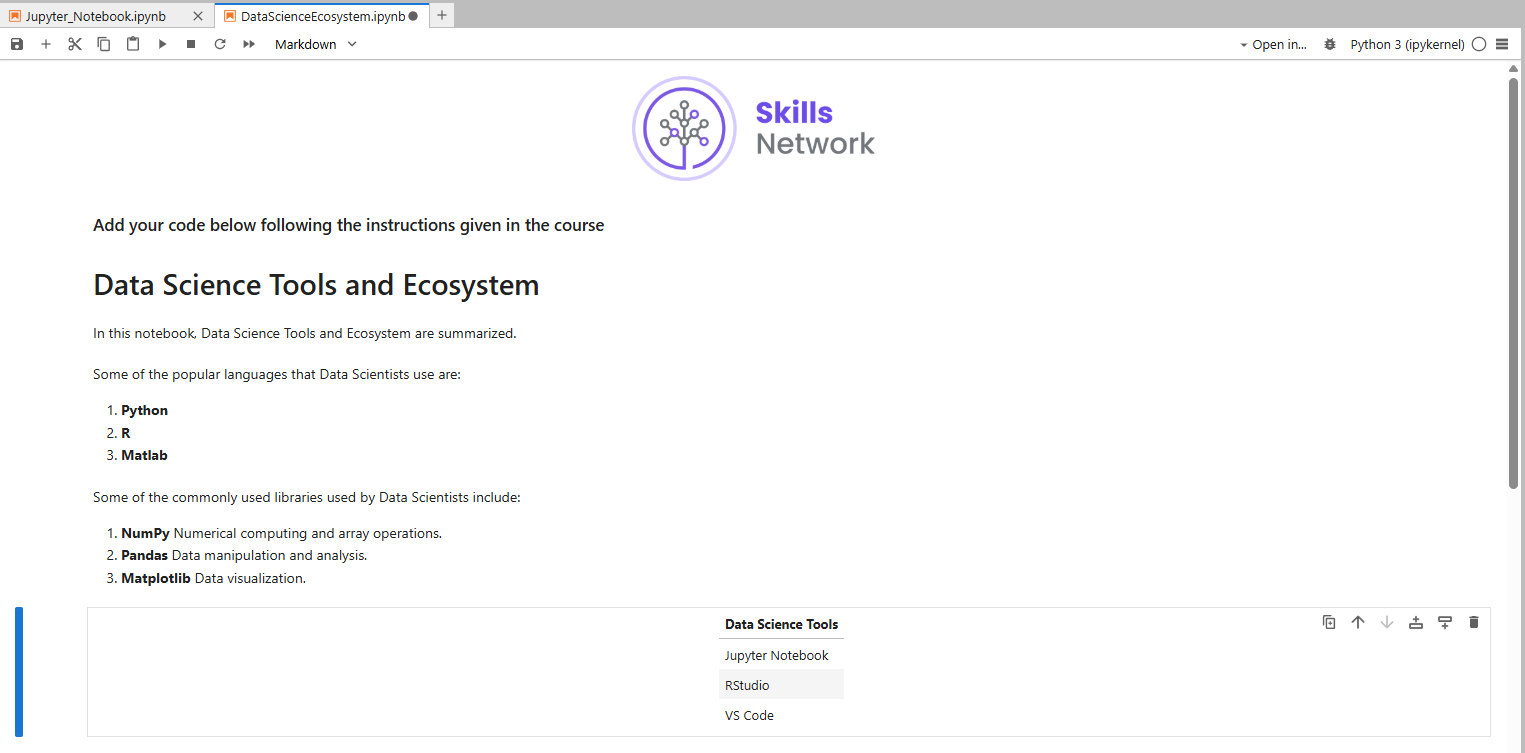 Jupyter_Notebook.ipynb
DataScienceEcosystem.ipynb
Markdown
Open in...
Python 3 (ipykernel)
Skills
Network
Add your code below following the instructions given in the course
Data Science Tools and Ecosystem
In this notebook, Data Science Tools and Ecosystem are summarized.
Some of the popular languages that Data Scientists use are:
1. Python
2. R
3. Matlab
Some of the commonly used libraries used by Data Scientists include:
1. NumPy Numerical computing and array operations.
2. Pandas Data manipulation and analysis.
3. Matplotlib Data visualization.
Data Science Tools
Jupyter Notebook
RStudio
VS Code